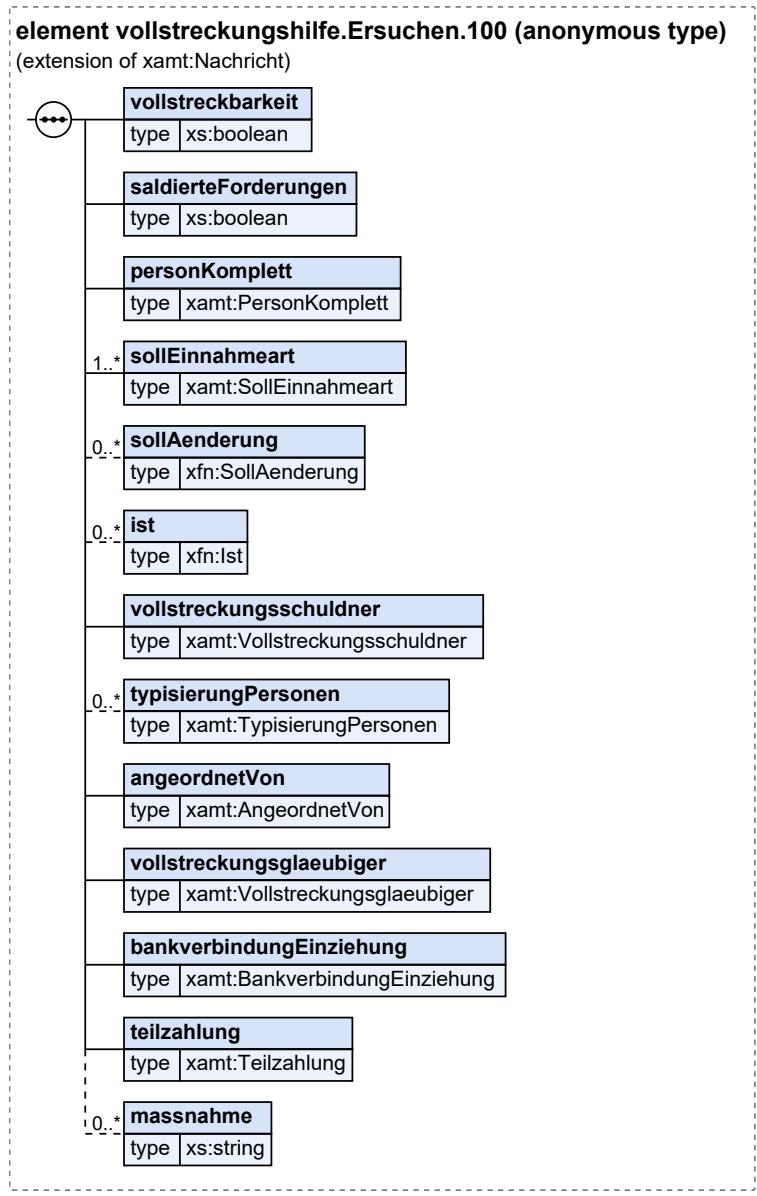 element vollstreckungshilfe.Ersuchen.100 (anonymous type)
(extension of xamt:Nachricht)
vollstreckbarkeit
type xs:boolean
saldierteForderungen
type xs:boolean
personKomplett
type xamt:PersonKomplett
1..* sollEinnahmeart
type xamt:SollEinnahmeart
0..* sollAenderung
type xfn:SollAenderung
0..* ist
type xfn:Ist
vollstreckungsschuldner
type xamt:Vollstreckungsschuldner
0..* typisierungPersonen
type xamt:TypisierungPersonen
angeordnetVon
type xamt:AngeordnetVon
vollstreckungsglaeubiger
type xamt:Vollstreckungsglaeubiger
bankverbindungEinziehung
type xamt:BankverbindungEinziehung
teilzahlung
type xamt:Teilzahlung
0..* massnahme
type xs:string